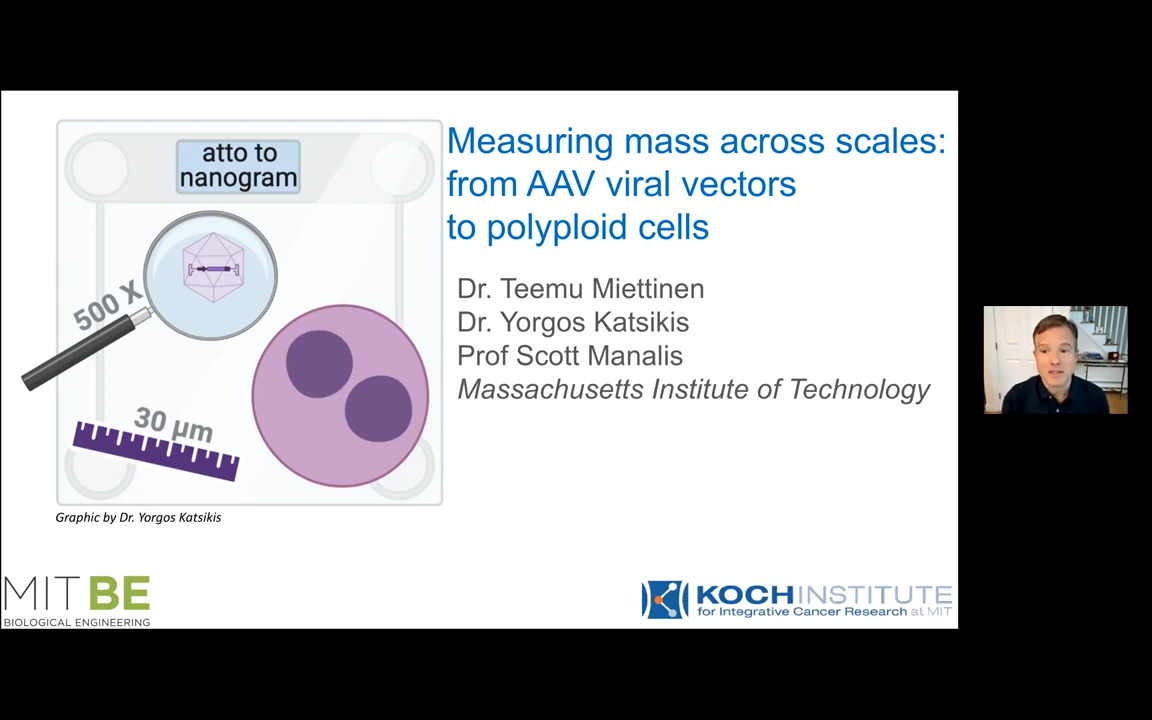 atto to
nanogram
500 X
30 µm
Graphic by Dr. Yorgos Katsikis
Measuring mass across scales:
from AAV viral vectors
to polyploid cells
Dr. Teemu Miettinen
Dr. Yorgos Katsikis
Prof Scott Manalis
Massachusetts Institute of Technology
MIT BE
BIOLOGICAL ENGINEERING
KOCH INSTITUTE
for Integrative Cancer Research at MIT